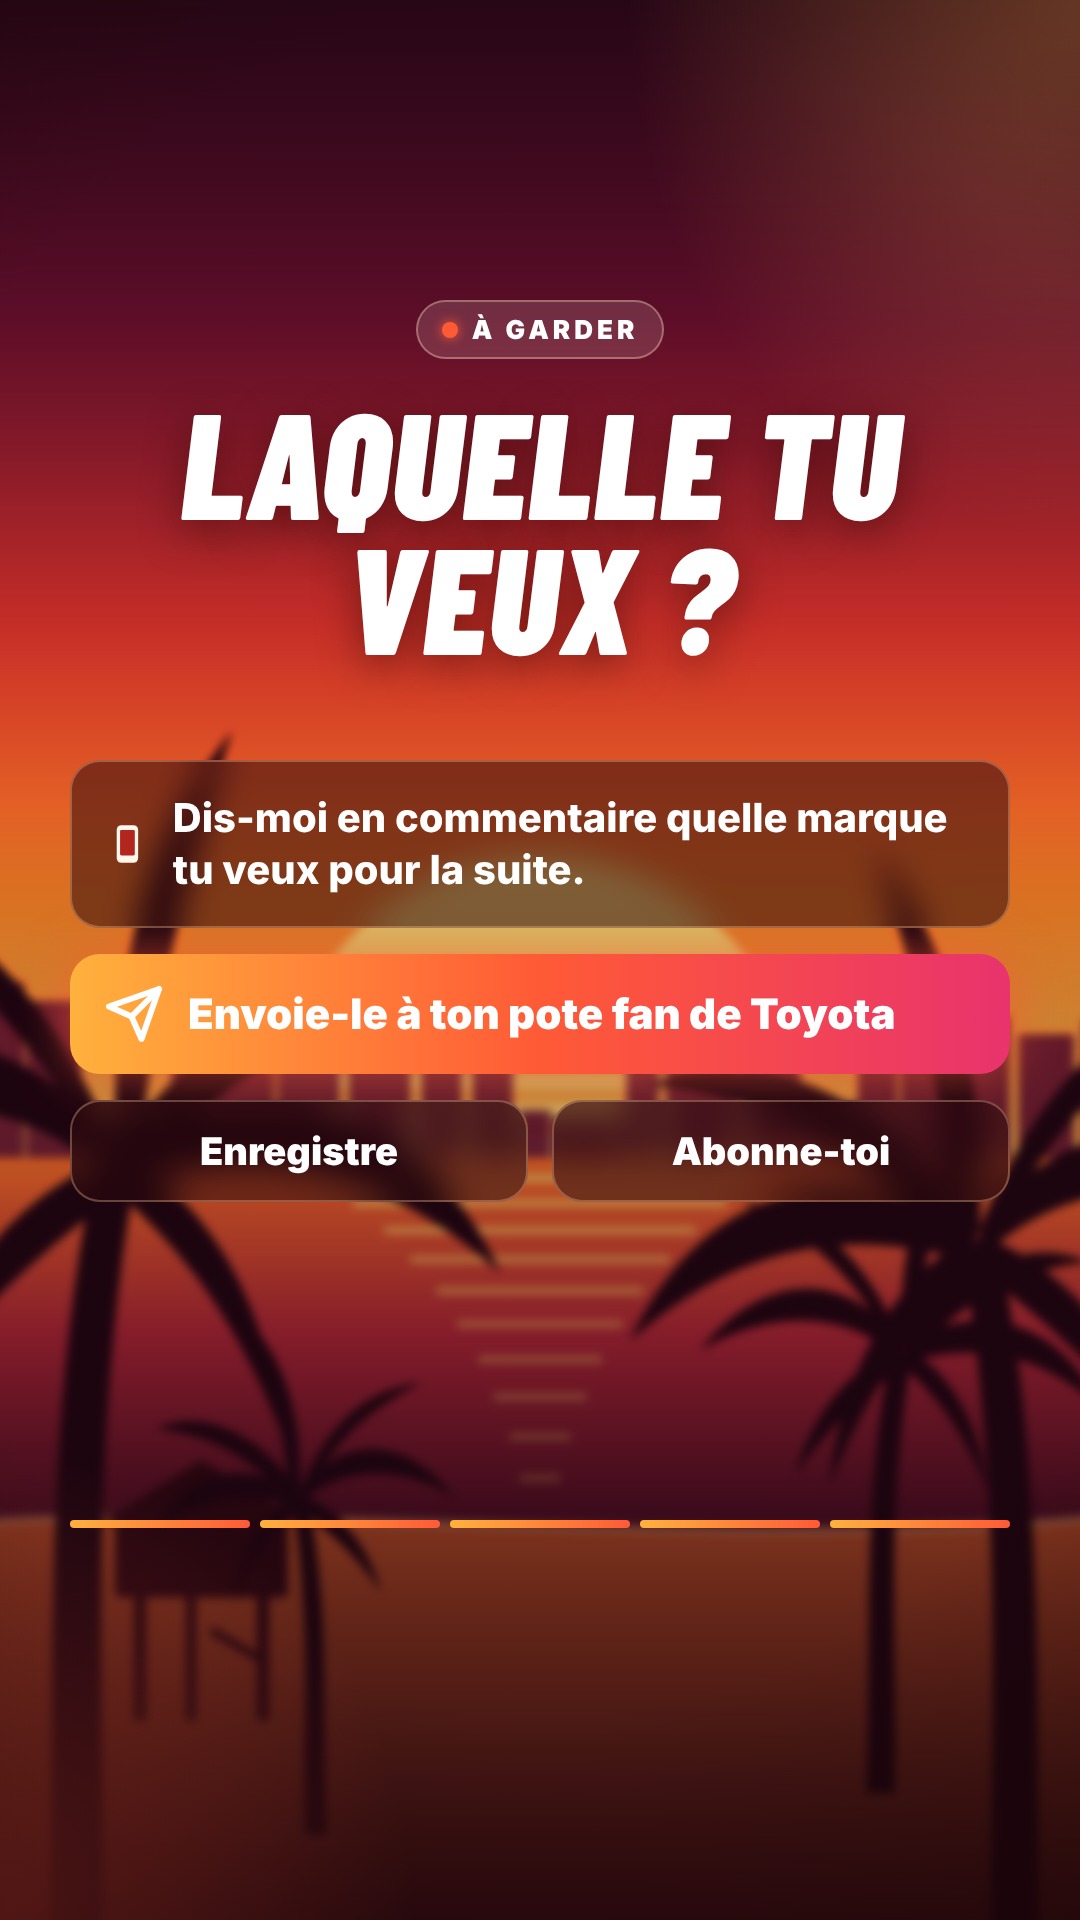 À GARDER
LAQUELLE TU
VEUX ?
Dis-moi en commentaire quelle marque
tu veux pour la suite.
Envoie-le à ton pote fan de Toyota
Enregistre
Abonne-toi